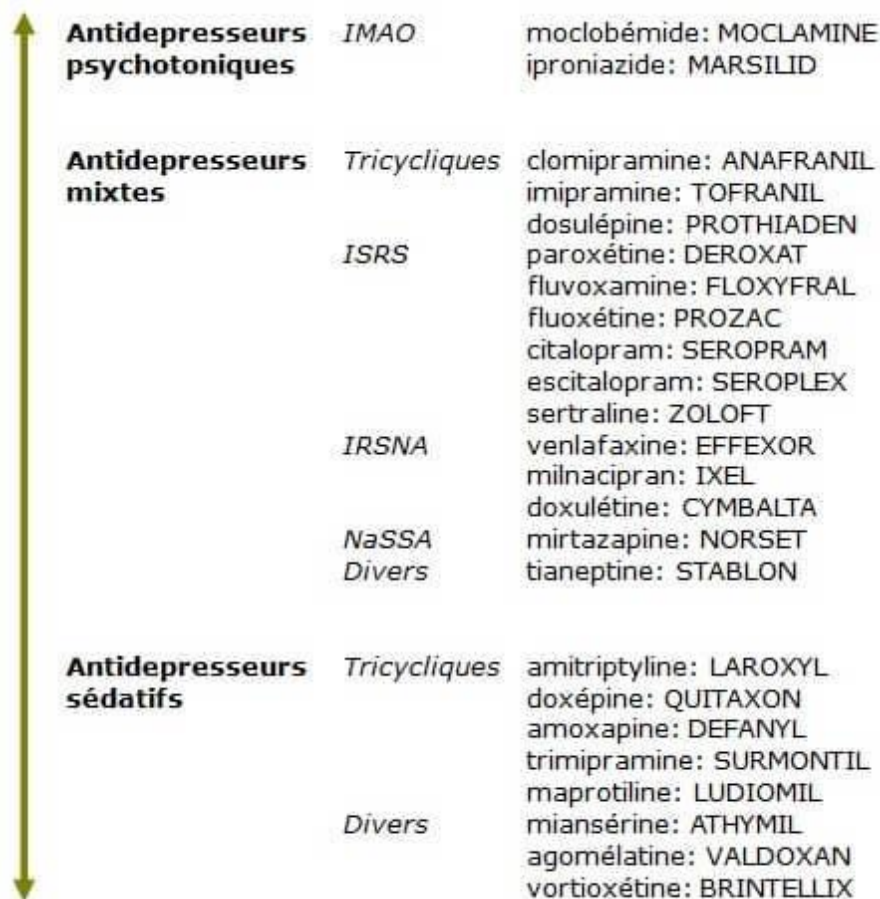 Antidepresseurs IMAO moclobémide: MOCLAMINE
psychotoniques iproniazide: MARSILID
Antidepresseurs Tricycliques clomipramine: ANAFRANIL
mixtes imipramine: TOFRANIL
dosulépine: PROTHIADEN
ISRS paroxétine: DEROXAT
fluvoxamine: FLOXYFRAL
fluoxétine: PROZAC
citalopram: SEROPRAM
escitalopram: SEROPLEX
sertraline: ZOLOFT
IRSNA venlafaxine: EFFEXOR
milnacipran: IXEL
doxulétine: CYMBALTA
NaSSA mirtazapine: NORSET
Divers tianeptine: STABLON
Antidepresseurs Tricycliques amitriptyline: LAROXYL
sédatifs doxépine: QUITAXON
amoxapine: DEFANYL
trimipramine: SURMONTIL
maprotiline: LUDIOMIL
Divers miansérine: ATHYMIL
agomélatine: VALDOXAN
vortioxétine: BRINTELLIX